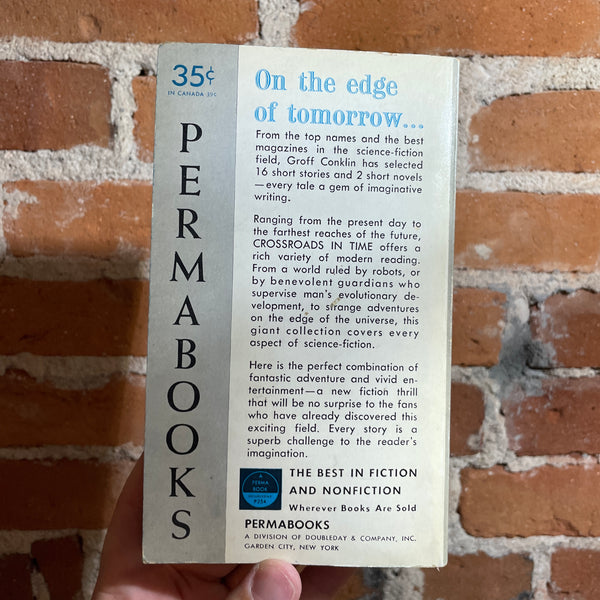 35¢
IN CANADA 39¢
PERMABOOKS
On the edge
of tomorrow...
From the top names and the best
magazines in the science-fiction
field, Groff Conklin has selected
16 short stories and 2 short novels
—every tale a gem of imaginative
writing.
Ranging from the present day to
the farthest reaches of the future,
CROSSROADS IN TIME offers a
rich variety of modern reading.
From a world ruled by robots, or
by benevolent guardians who
supervise man's evolutionary de-
velopment, to strange adventures
on the edge of the universe, this
giant collection covers every
aspect of science-fiction.
Here is the perfect combination of
fantastic adventure and vivid en-
tertainment—a new fiction thrill
that will be no surprise to the fans
who have already discovered this
exciting field. Every story is a
superb challenge to the reader's
imagination.
A
PERMA
BOOK
P254
THE BEST IN FICTION
AND NONFICTION
Wherever Books Are Sold
PERMABOOKS
A DIVISION OF DOUBLEDAY & COMPANY, INC.
GARDEN CITY, NEW YORK